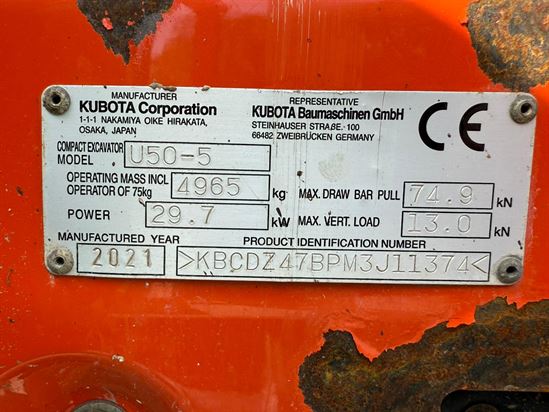 MANUFACTURER
KUBOTA Corporation
1-1-1 NAKAMIYA OIKE HIRAKATA,
OSAKA, JAPAN
REPRESENTATIVE
KUBOTA Baumaschinen GmbH
STEINHAUSER STRAßE. 100
66482 ZWEIBRÜCKEN GERMANY
CE
COMPACT EXCAVATOR
MODEL U50-5
OPERATING MASS INCL
OPERATOR OF 75kg 4965 kg
MAX. DRAW BAR PULL 74.9 kN
POWER 29.7 kW
MAX. VERT. LOAD 13.0 kN
MANUFACTURED YEAR
2021
PRODUCT IDENTIFICATION NUMBER
>KBCDZ47BPM3J11374<